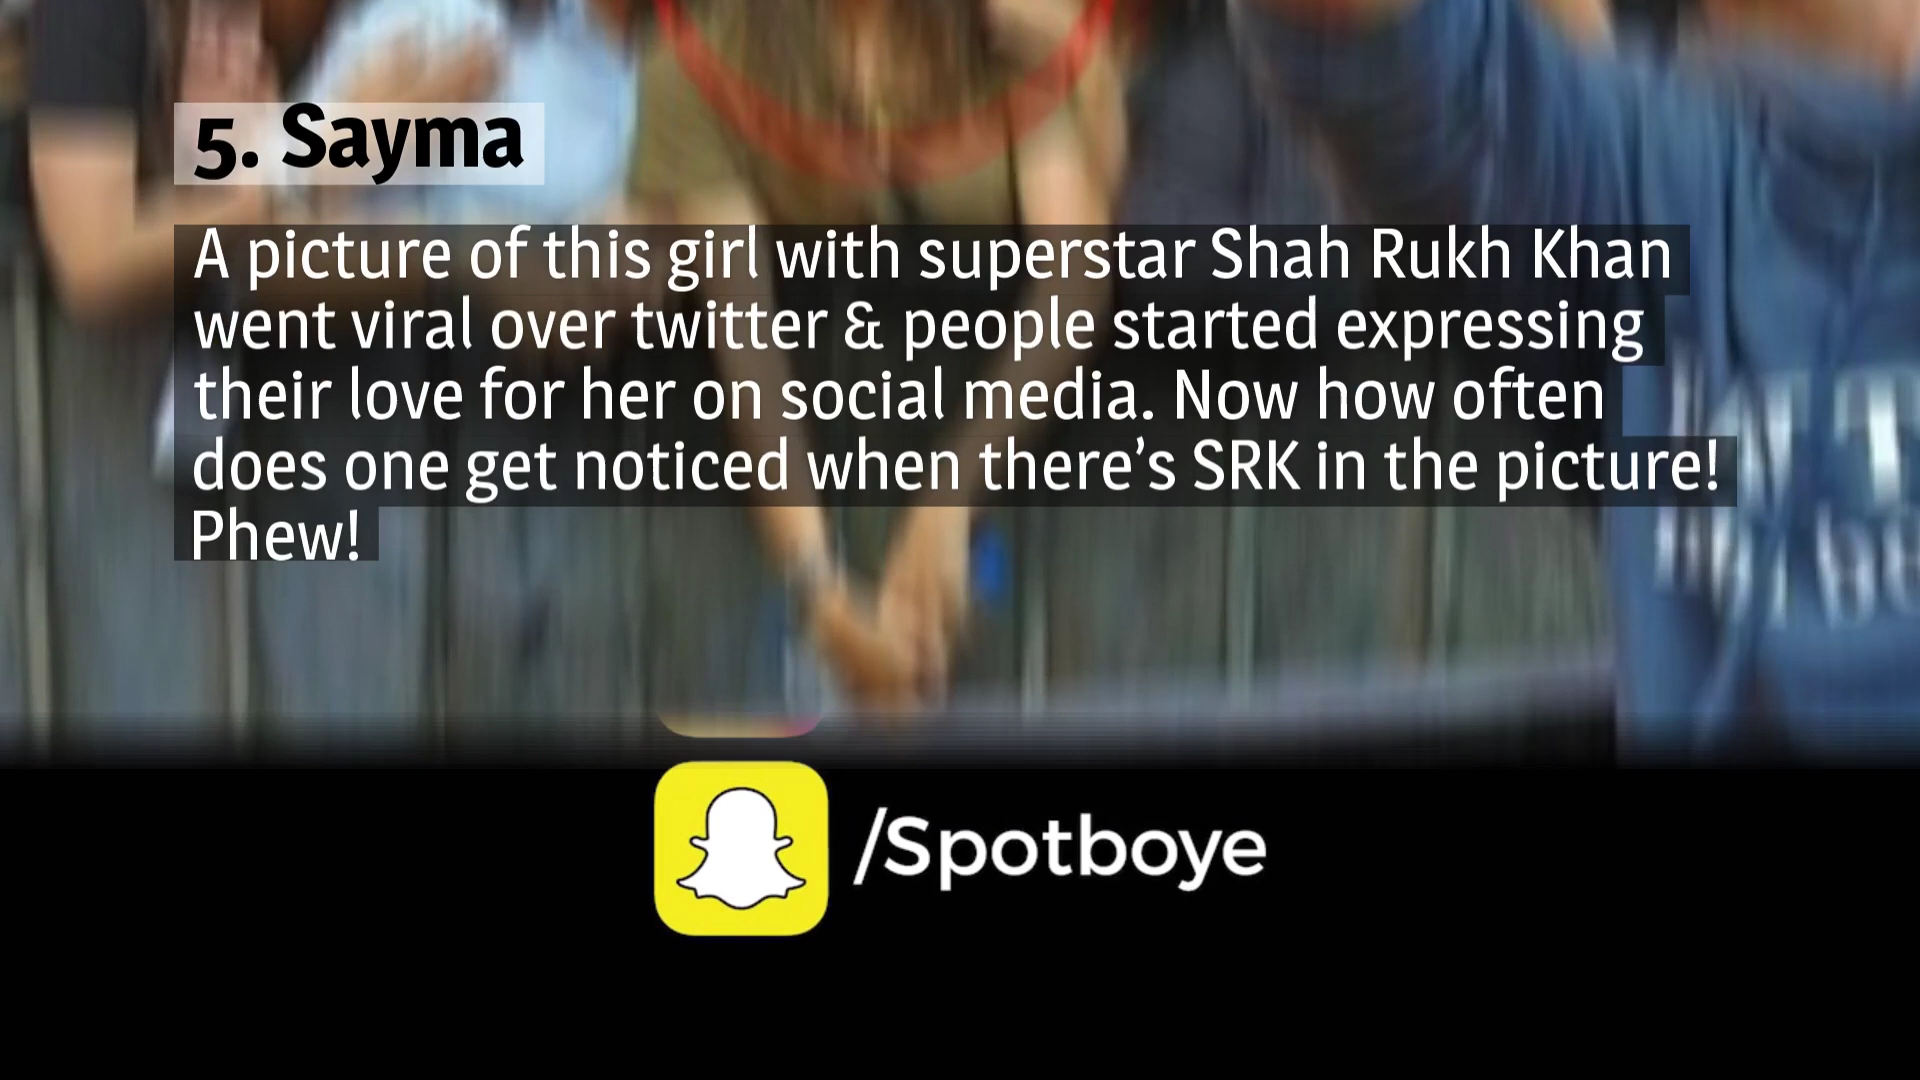 5. Sayma
A picture of this girl with superstar Shah Rukh Khan
went viral over twitter & people started expressing
their love for her on social media. Now how often
does one get noticed when there’s SRK in the picture!
Phew!
/Spotboye